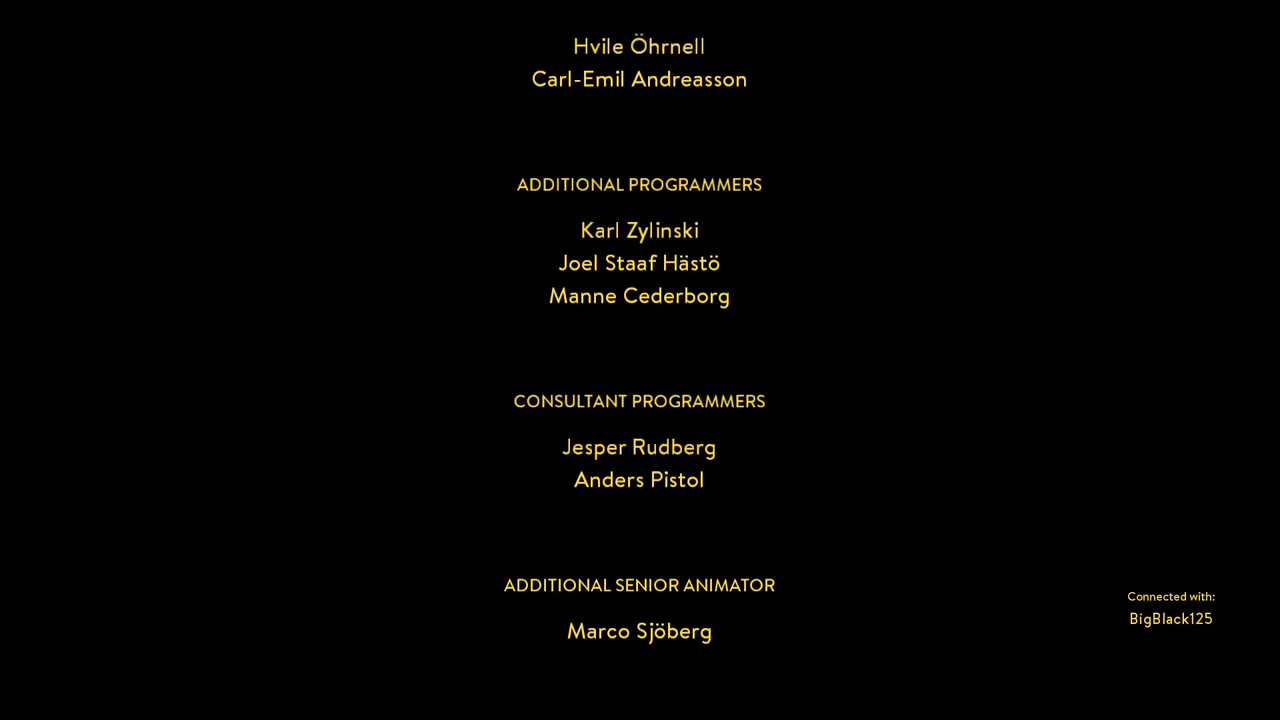 Hvile Öhrnell
Carl-Emil Andreasson
ADDITIONAL PROGRAMMERS
Karl Zylinski
Joel Staaf Hästö
Manne Cederborg
CONSULTANT PROGRAMMERS
Jesper Rudberg
Anders Pistol
ADDITIONAL SENIOR ANIMATOR
Marco Sjöberg
Connected with:
BigBlack125